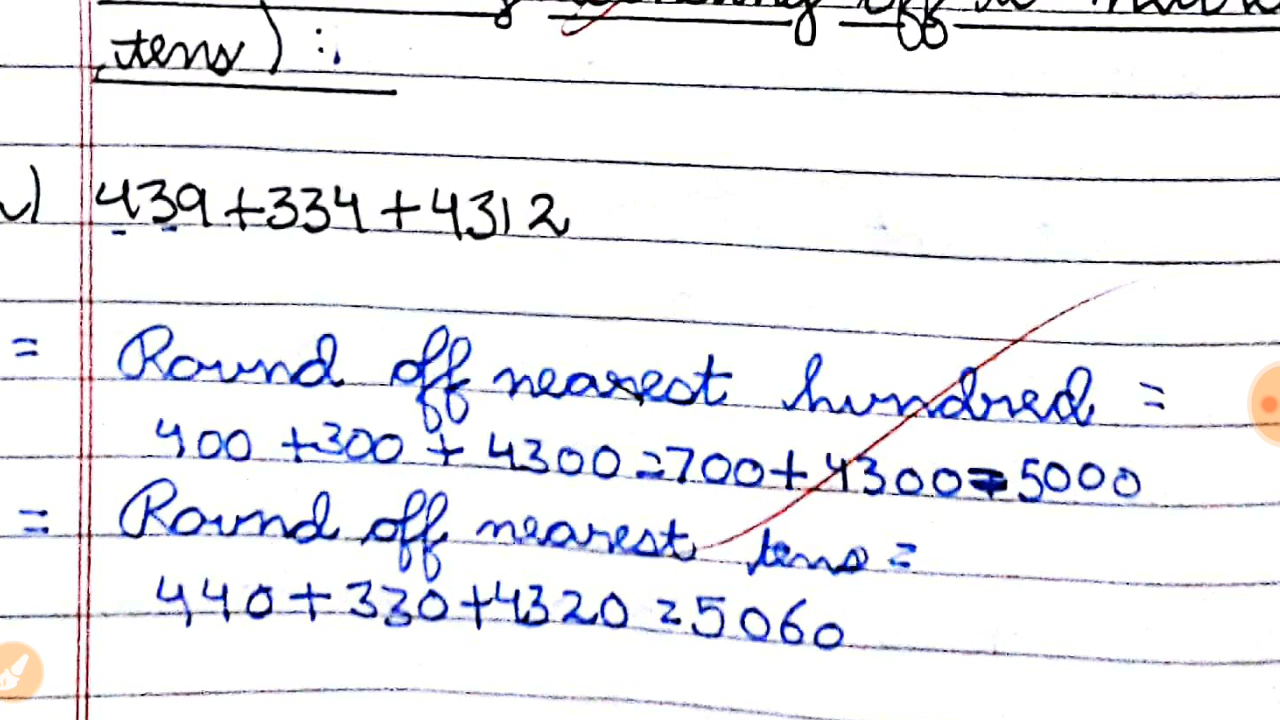 tens) :.
439+334+4312
= Round off nearest hundred =
400 +300 + 4300=700+4300=5000
= Round off nearest tens =
440+330+4320=5060